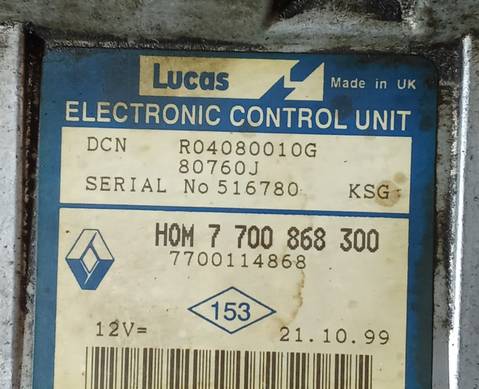 Lucas
Made in UK
ELECTRONIC CONTROL UNIT
DCN R04080010G
80760J
SERIAL No 516780 KSG
HOM 7 700 868 300
7700114868
153
12V= 21.10.99